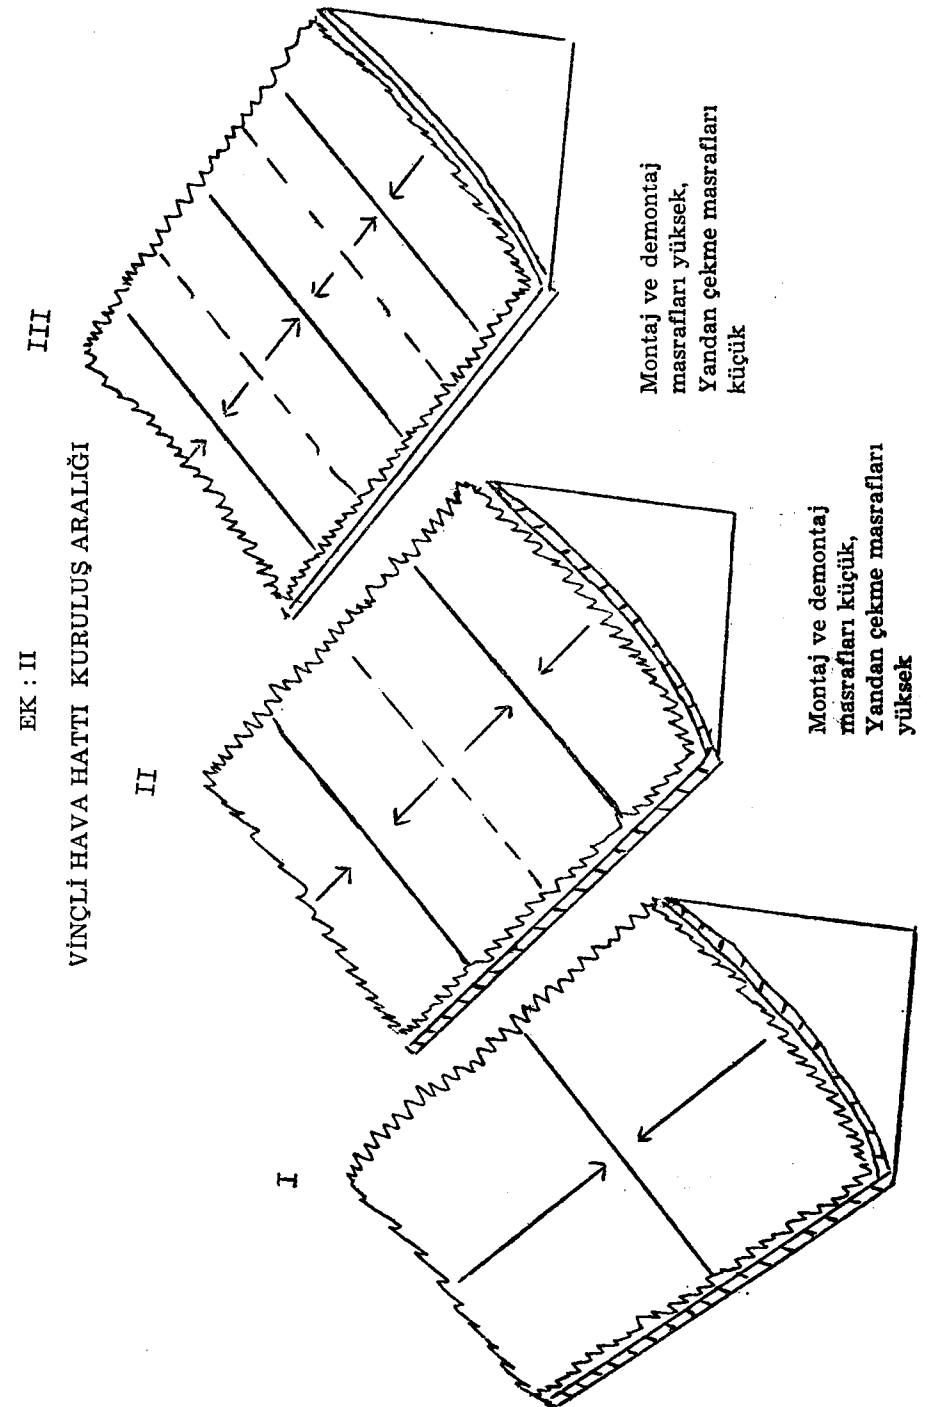 EK : II
VİNÇLİ HAVA HATTI KURULUŞ ARALIĞI
I
II
III
Montaj ve demontaj
masrafları küçük,
Yandan çekme masrafları
yüksek
Montaj ve demontaj
masrafları yüksek,
Yandan çekme masrafları
küçük